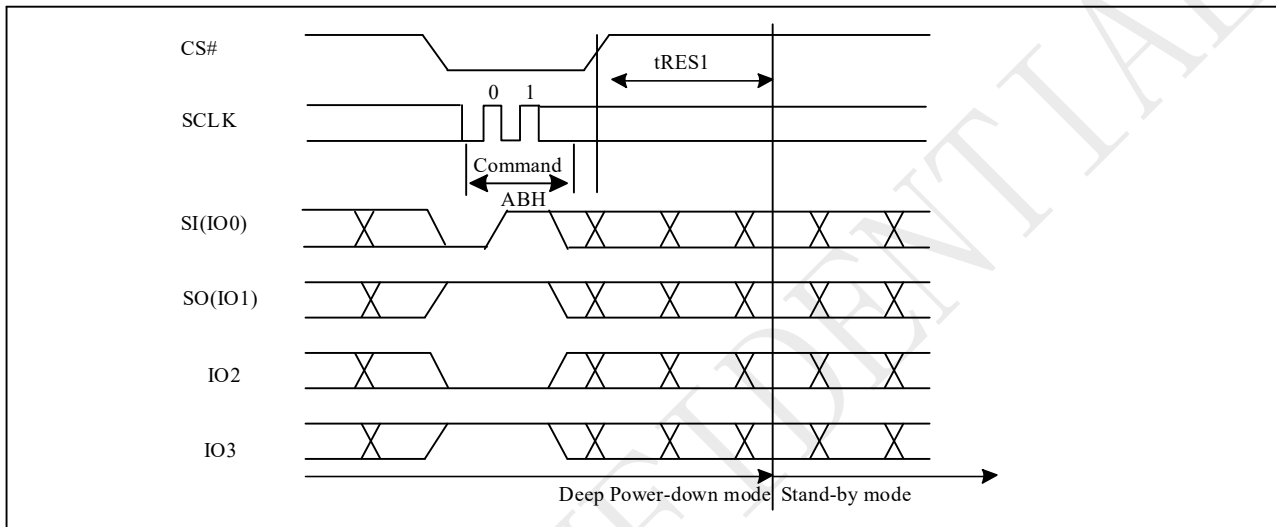 CS#
tRES1
0 1
SCLK
Command
ABH
SI(IO0)
SO(IO1)
IO2
IO3
Deep Power-down mode Stand-by mode
IDENTIAL